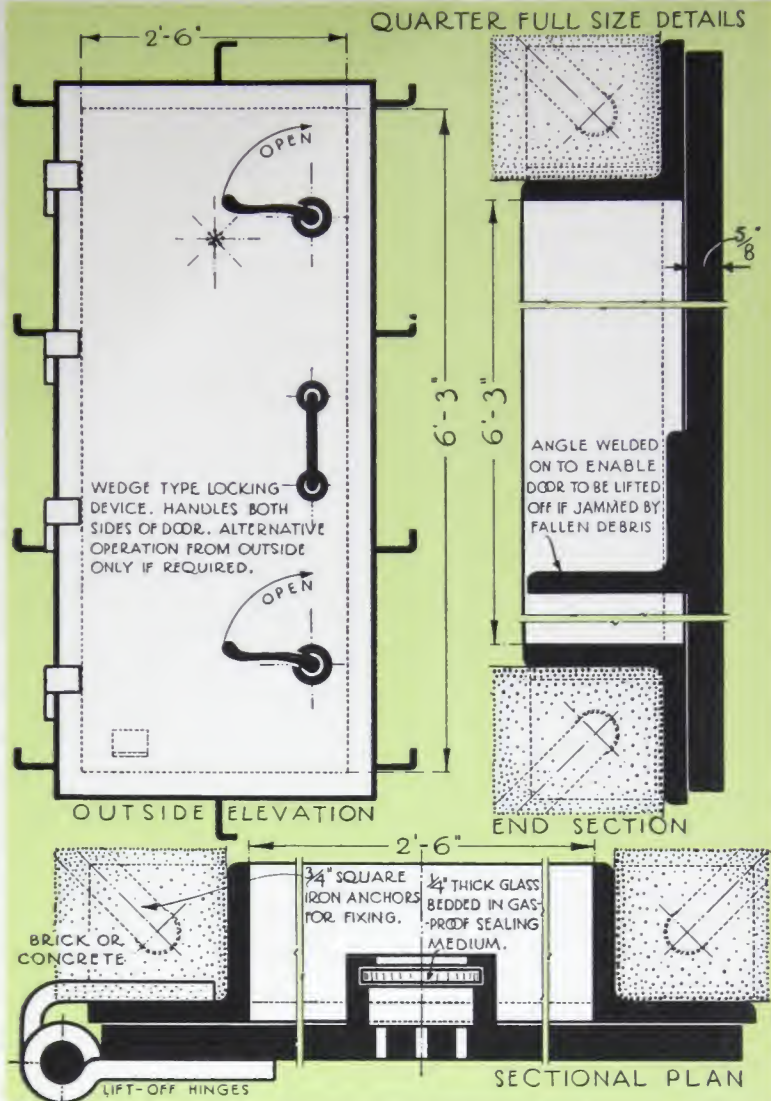 QUARTER FULL SIZE DETAILS
2'-6"
OPEN
5/8"
6'-3"
6'-3"
ANGLE WELDED
ON TO ENABLE
DOOR TO BE LIFTED
OFF IF JAMMED BY
FALLEN DEBRIS
WEDGE TYPE LOCKING
DEVICE. HANDLES BOTH
SIDES OF DOOR. ALTERNATIVE
OPERATION FROM OUTSIDE
ONLY IF REQUIRED.
OPEN
OUTSIDE ELEVATION
END SECTION
2'-6"
3/4" SQUARE
IRON ANCHORS
FOR FIXING.
1/4" THICK GLASS
BEDDED IN GAS-
-PROOF SEALING
MEDIUM.
BRICK OR
CONCRETE
LIFT-OFF HINGES
SECTIONAL PLAN